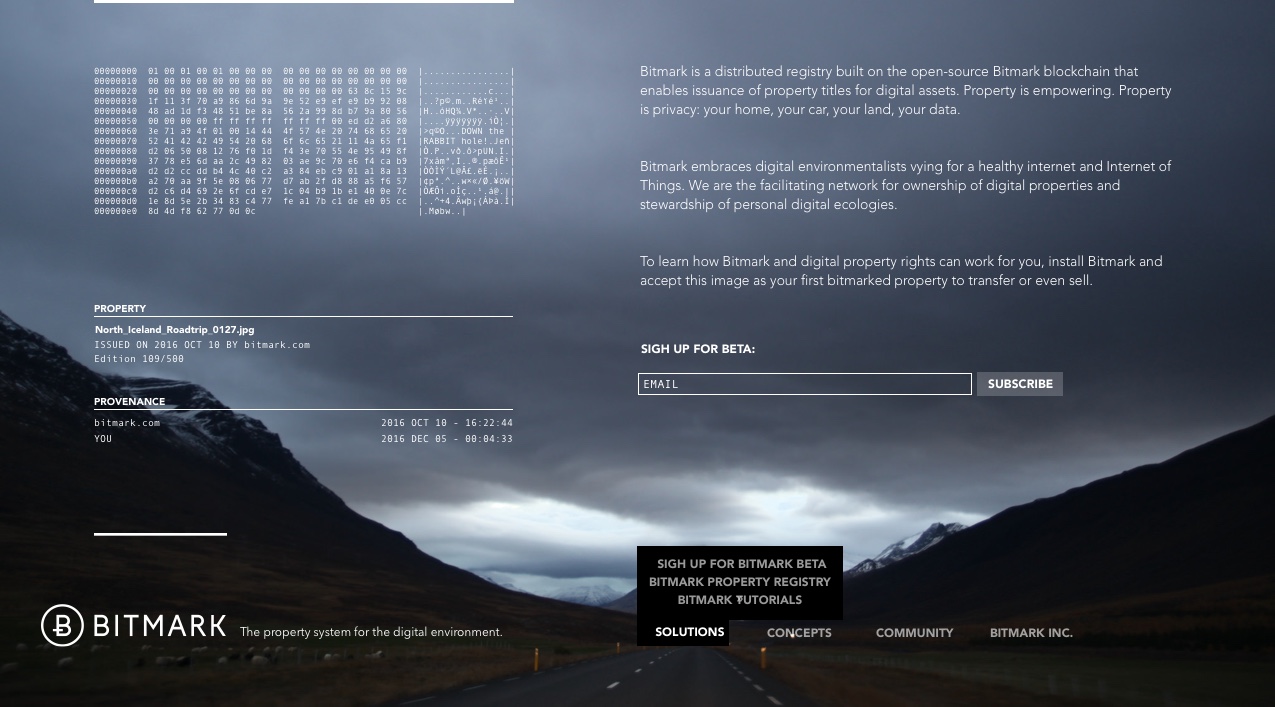 00000000 01 00 01 00 01 00 00 00 00 00 00 00 00 00 00 00 |................|
00000010 00 00 00 00 00 00 00 00 00 00 00 00 00 00 00 00 |................|
00000020 00 00 00 00 00 00 00 00 00 00 00 00 63 8c 15 9c |............c...|
00000030 1f 11 3f 70 a9 86 6d 9a 9e 52 e9 ef e9 b9 92 08
00000040 48 ad 1d f3 48 51 be 8a 56 2a 99 8d b7 9a 80 56
00000050 00 00 00 00 ff ff ff ff ff ff ff 00 ed d2 a6 80
00000060 3e 71 a9 4f 01 00 14 44 4f 57 4e 20 74 68 65 20 |>q©O...DOWN the |
00000070 52 41 42 42 49 54 20 68 6f 6c 65 21 11 4a 65 f1 |RABBIT hole!.Jeñ|
00000080 d2 06 50 08 12 76 f0 1d f4 3e 70 55 4e 95 49 8f
00000090 37 78 e5 6d aa 2c 49 82 03 ae 9c 70 e6 f4 ca b9
000000a0 d2 d2 cc dd b4 4c 40 c2 a3 84 eb c9 01 a1 8a 13
000000b0 a2 70 aa 9f 5e 08 06 77 d7 ab 2f d8 88 a5 f6 57
000000c0 d2 c6 d4 69 2e 6f cd e7 1c 04 b9 1b e1 40 0e 7c
000000d0 1e 8d 5e 2b 34 83 c4 77 fe a1 7b c1 de e0 05 cc
000000e0 8d 4d f8 62 77 0d 0c |.Møbw..|
PROPERTY
North_Iceland_Roadtrip_0127.jpg
ISSUED ON 2016 OCT 10 BY bitmark.com
Edition 109/500
PROVENANCE
bitmark.com 2016 OCT 10 - 16:22:44
YOU 2016 DEC 05 - 00:04:33
Bitmark is a distributed registry built on the open-source Bitmark blockchain that
enables issuance of property titles for digital assets. Property is empowering. Property
is privacy: your home, your car, your land, your data.
Bitmark embraces digital environmentalists vying for a healthy internet and Internet of
Things. We are the facilitating network for ownership of digital properties and
stewardship of personal digital ecologies.
To learn how Bitmark and digital property rights can work for you, install Bitmark and
accept this image as your first bitmarked property to transfer or even sell.
SIGH UP FOR BETA:
EMAIL
SUBSCRIBE
SIGH UP FOR BITMARK BETA
BITMARK PROPERTY REGISTRY
BITMARK TUTORIALS
BITMARK The property system for the digital environment.
SOLUTIONS CONCEPTS COMMUNITY BITMARK INC.